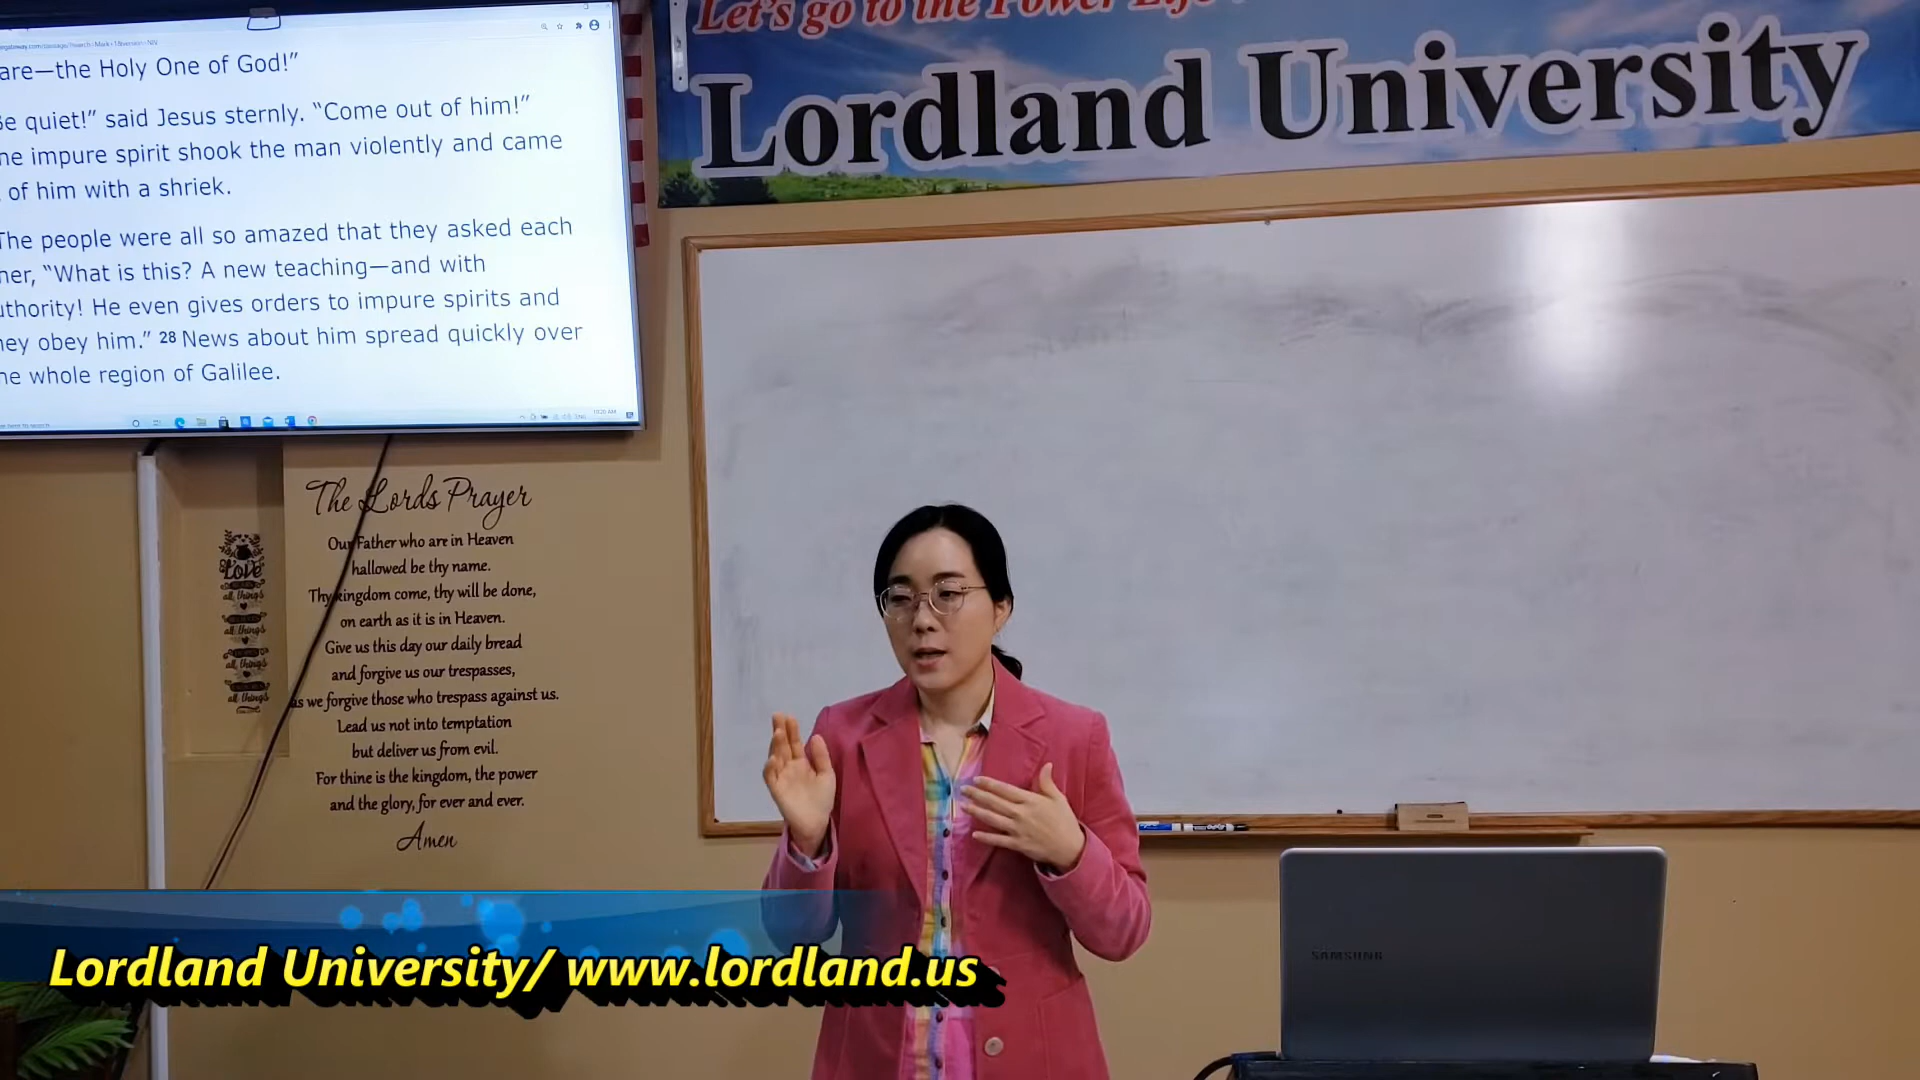 Let's go to the Power Life
Lordland University
are—the Holy One of God!”
Be quiet!” said Jesus sternly. “Come out of him!”
he impure spirit shook the man violently and came
of him with a shriek.
The people were all so amazed that they asked each
her, “What is this? A new teaching—and with
uthority! He even gives orders to impure spirits and
hey obey him.” 28 News about him spread quickly over
he whole region of Galilee.
The Lords Prayer
Our Father who are in Heaven
hallowed be thy name.
Thy kingdom come, thy will be done,
on earth as it is in Heaven.
Give us this day our daily bread
and forgive us our trespasses,
as we forgive those who trespass against us.
Lead us not into temptation
but deliver us from evil.
For thine is the kingdom, the power
and the glory, for ever and ever.
Amen
Love
all things
all things
all things
all things
Lordland University/ www.lordland.us
SAMSUNG